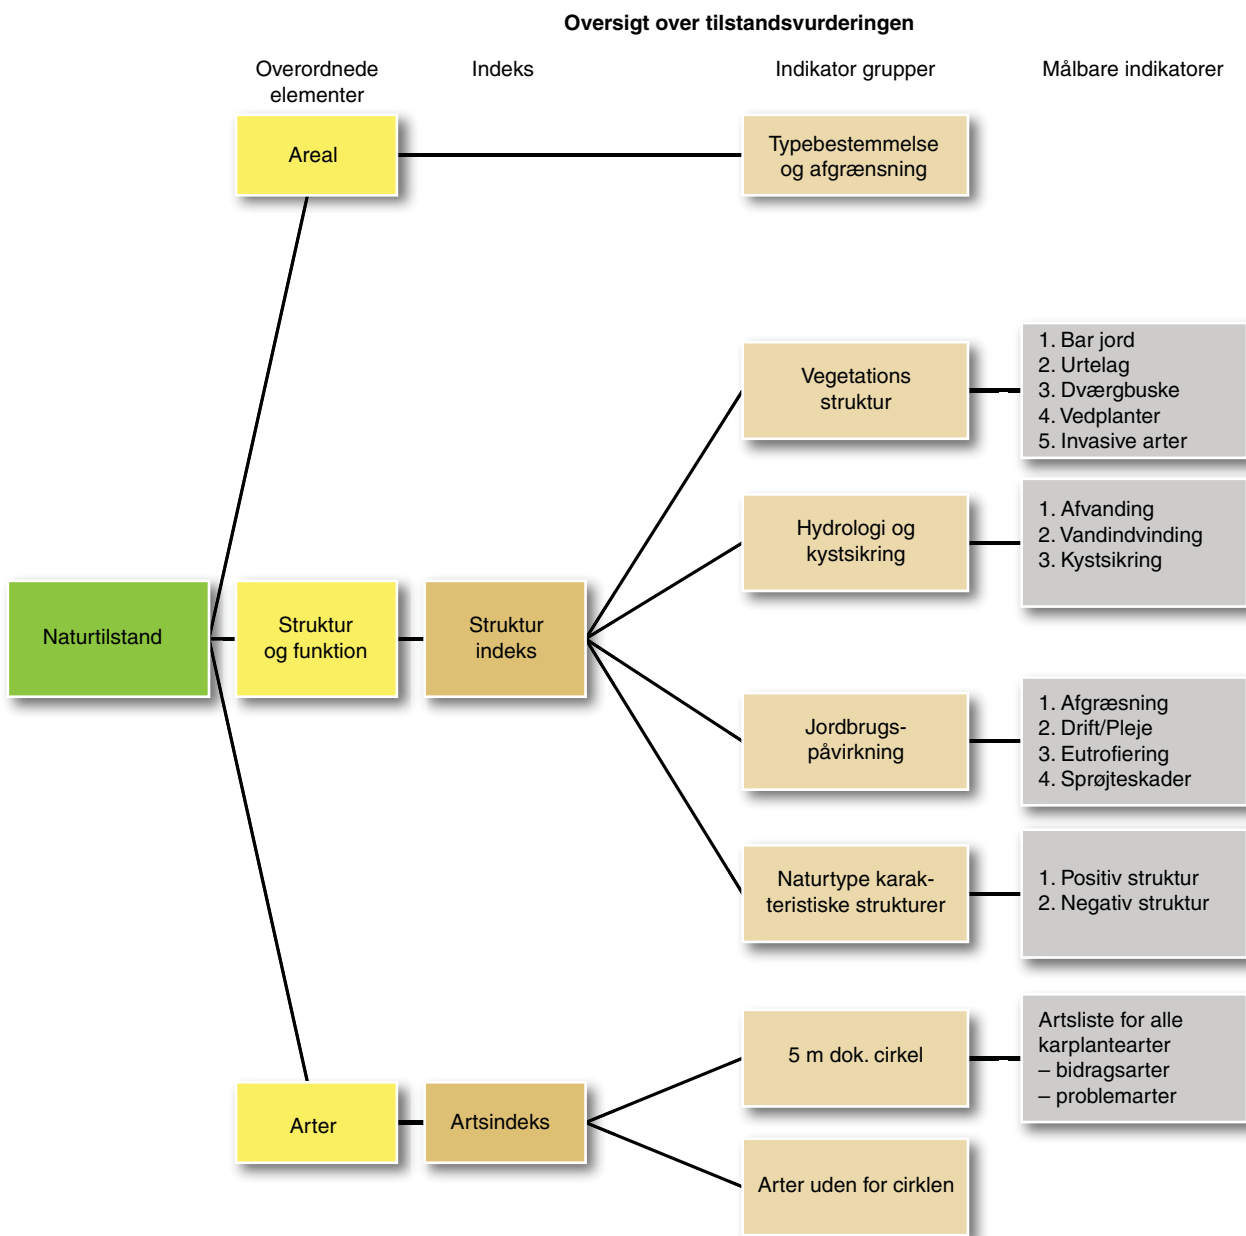 Oversigt over tilstandsvurderingen
Overordnede
elementer
Indeks
Indikator grupper
Målbare indikatorer
Areal
Typebestemmelse
og afgrænsning
Vegetations
struktur
1. Bar jord
2. Urtelag
3. Dværgbuske
4. Vedplanter
5. Invasive arter
Hydrologi og
kystsikring
1. Afvanding
2. Vandindvinding
3. Kystsikring
Naturtilstand
Struktur
og funktion
Struktur
indeks
Jordbrugs-
påvirkning
1. Afgræsning
2. Drift/Pleje
3. Eutrofiering
4. Sprøjteskader
Naturtype karak-
teristiske strukturer
1. Positiv struktur
2. Negativ struktur
Arter
Artsindeks
5 m dok. cirkel
Artsliste for alle
karplantearter
– bidragsarter
– problemarter
Arter uden for cirklen